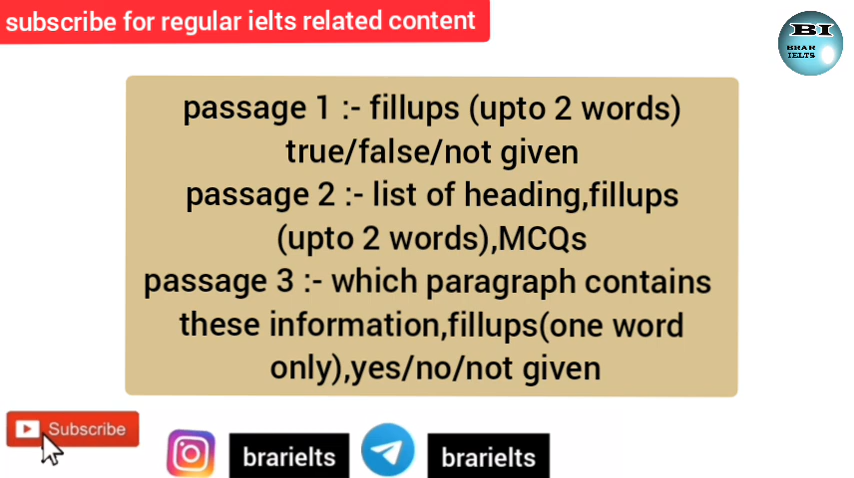 subscribe for regular ielts related content
BI
BRAR
IELTS
passage 1 :- fillups (upto 2 words)
true/false/not given
passage 2 :- list of heading,fillups
(upto 2 words),MCQs
passage 3 :- which paragraph contains
these information,fillups(one word
only),yes/no/not given
Subscribe
brarielts
brarielts